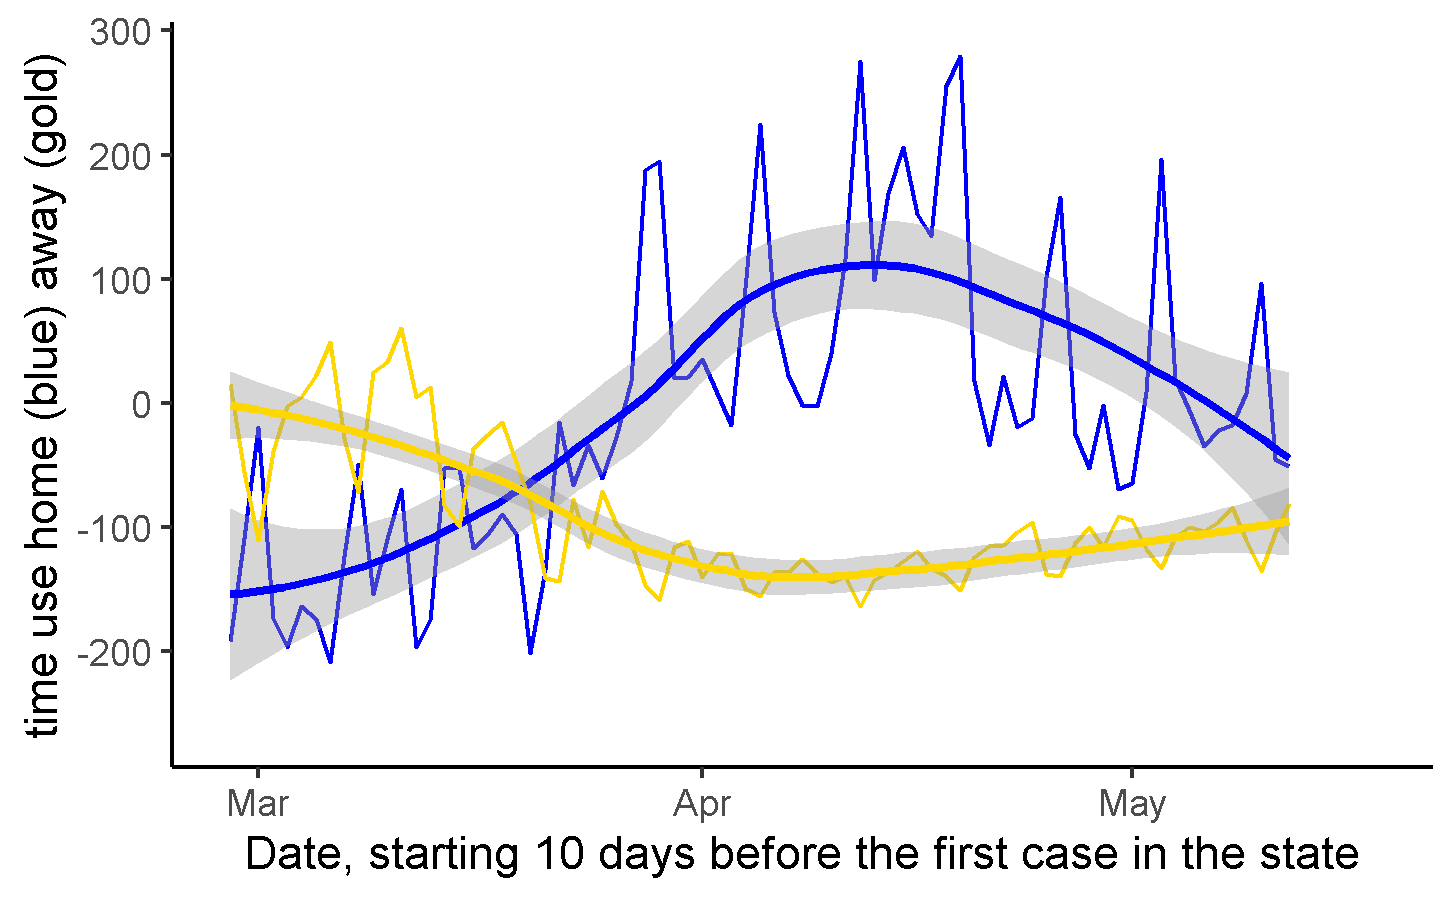 time use home (blue) away (gold)
300
200
100
0
-100
-200
Mar
Apr
May
Date, starting 10 days before the first case in the state